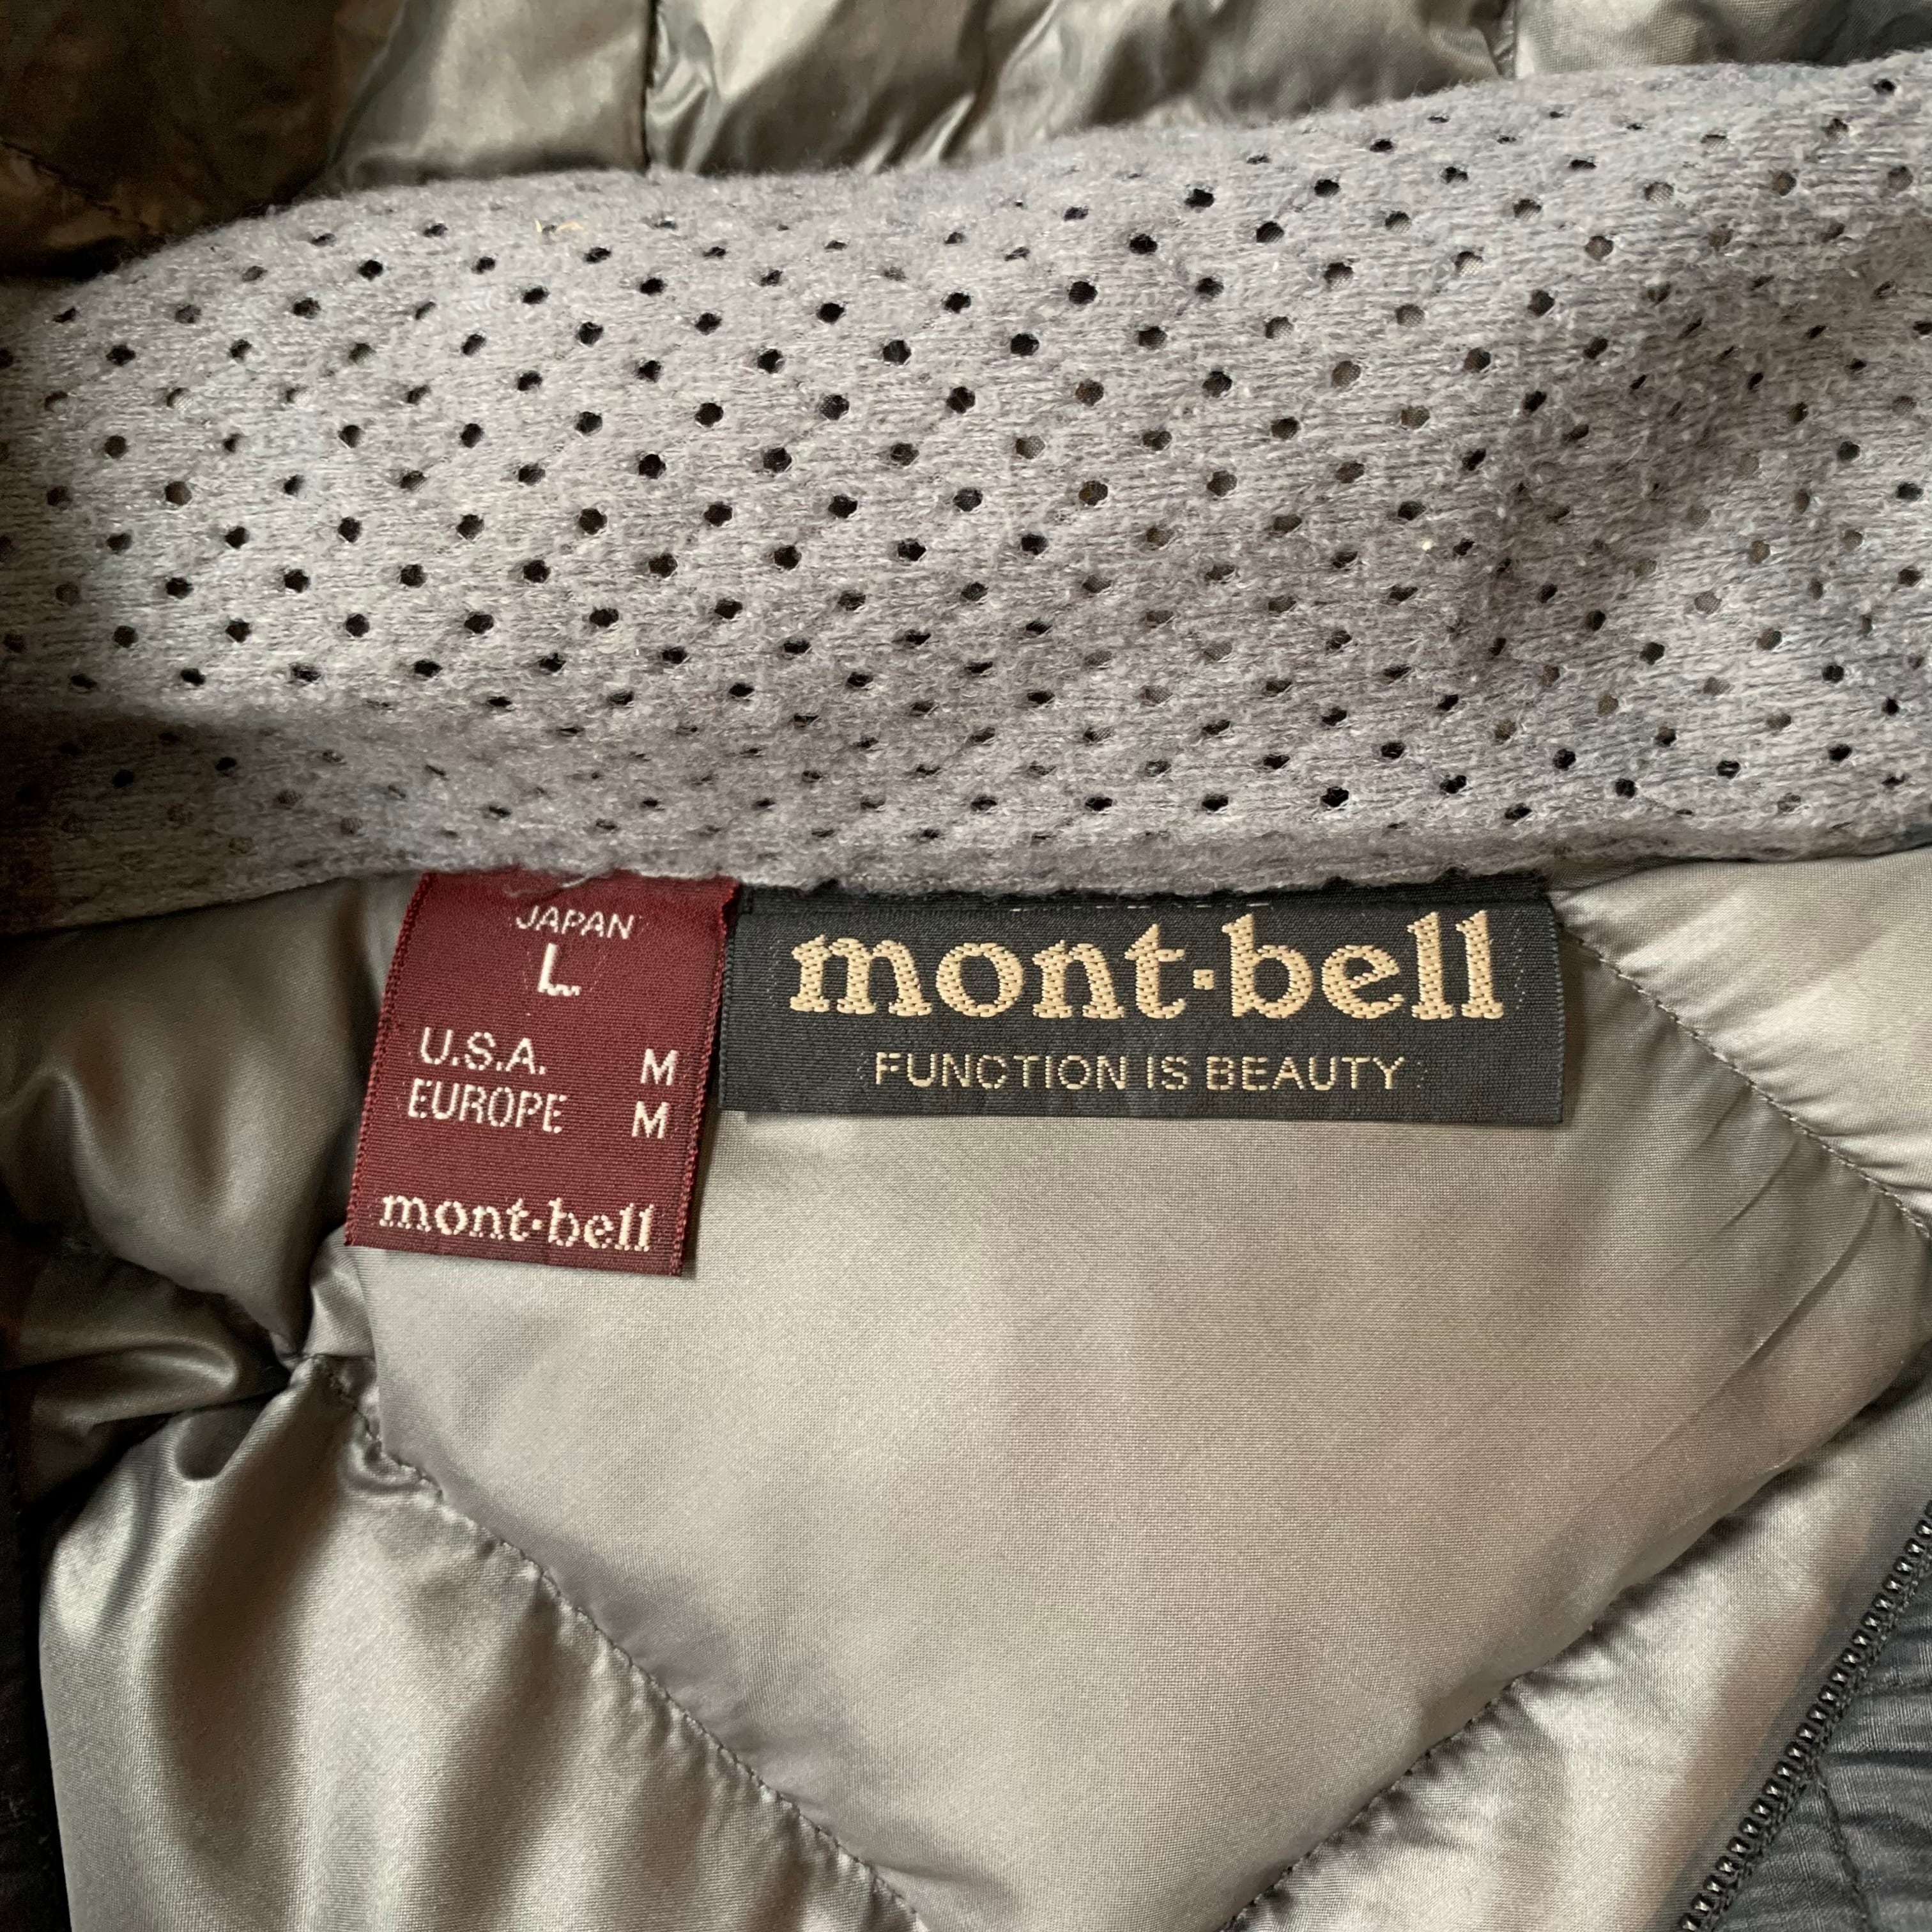 JAPAN
L
U.S.A. M
EUROPE M
mont·bell
mont·bell
FUNCTION IS BEAUTY